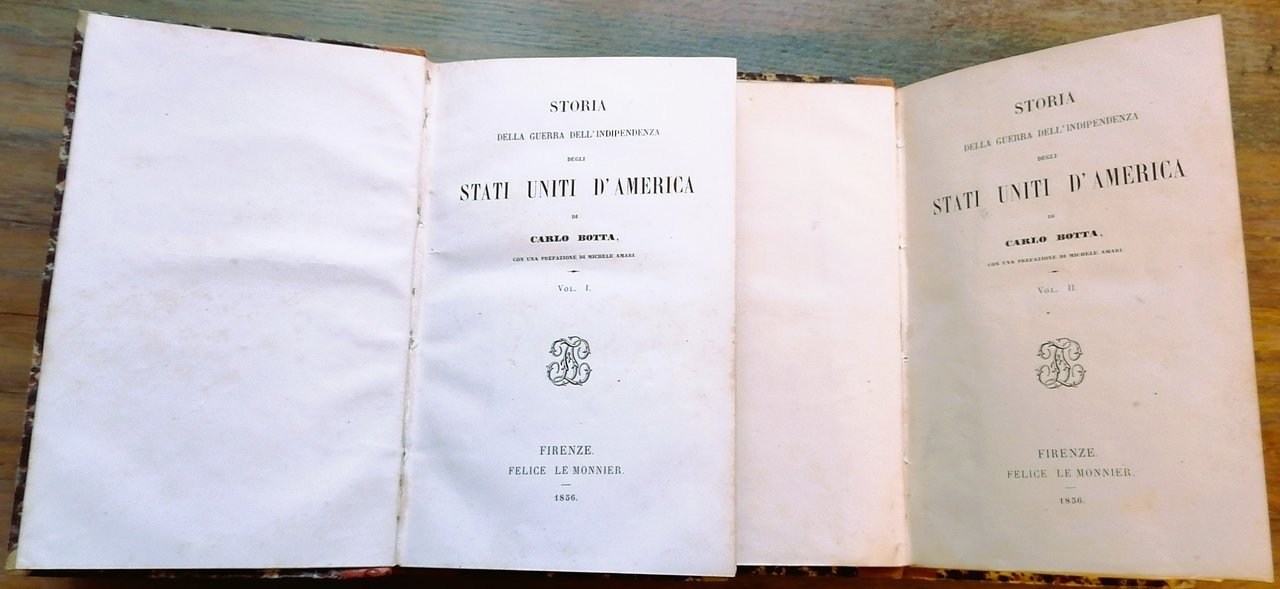 STORIA
DELLA GUERRA DELL'INDIPENDENZA
DEGLI
STATI UNITI D'AMERICA
DI
CARLO BOTTA,
CON UNA PREFAZIONE DI MICHELE AMARI
VOL. I.
FIRENZE.
FELICE LE MONNIER.
1856.
STORIA
DELLA GUERRA DELL'INDIPENDENZA
DEGLI
STATI UNITI D'AMERICA
DI
CARLO BOTTA,
CON UNA PREFAZIONE DI MICHELE AMARI
VOL. II.
FIRENZE.
FELICE LE MONNIER.
1856.